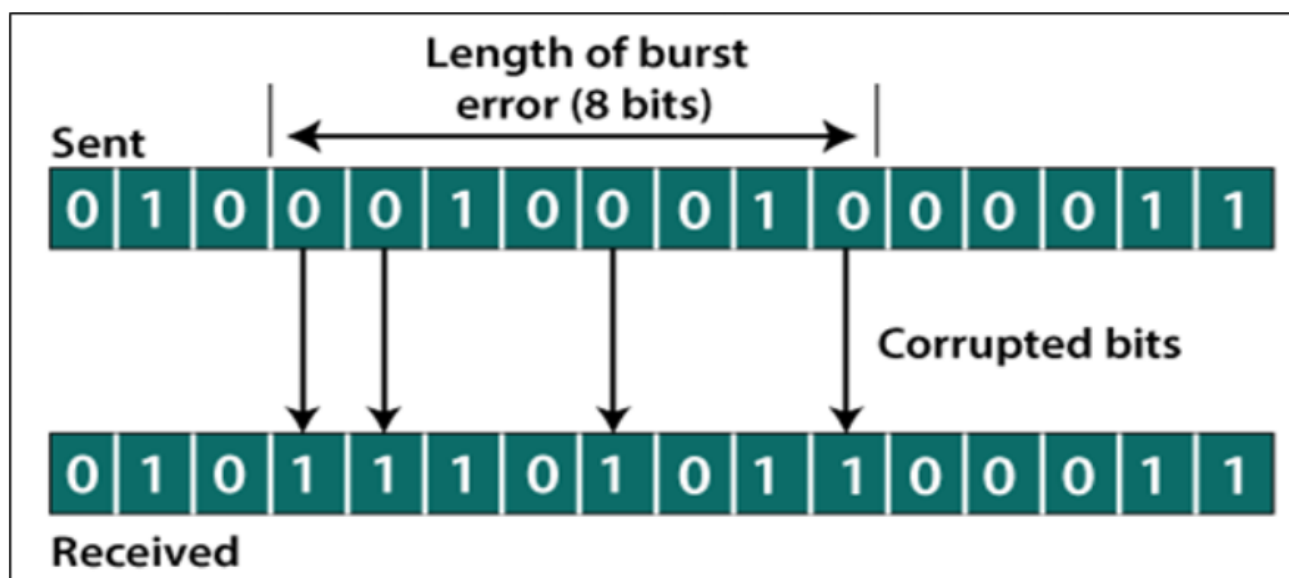 Length of burst
error (8 bits)
Sent
0 1 0 0 0 1 0 0 0 1 0 0 0 0 1 1
Corrupted bits
0 1 0 1 1 1 0 1 0 1 1 0 0 0 1 1
Received